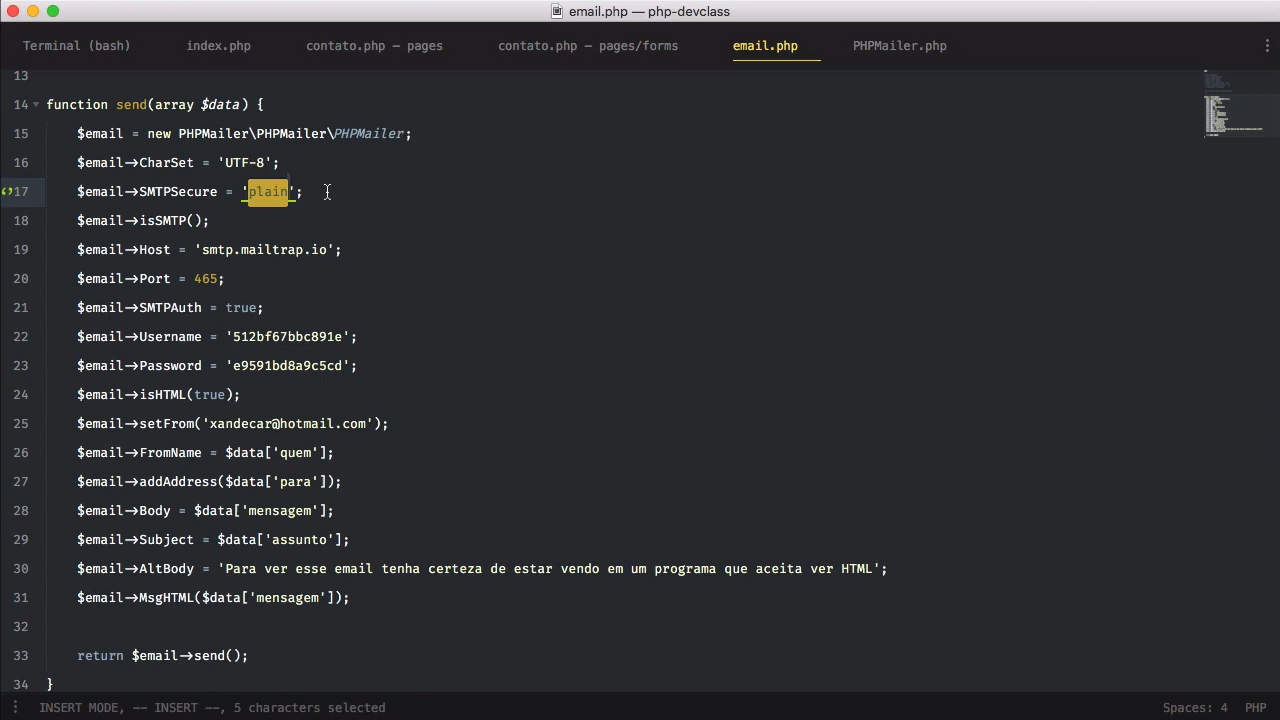 email.php — php-devclass
Terminal (bash) index.php contato.php — pages contato.php — pages/forms email.php PHPMailer.php
13
14 function send(array $data) {
15 $email = new PHPMailer\PHPMailer\PHPMailer;
16 $email->CharSet = 'UTF-8';
17 $email->SMTPSecure = 'plain';
18 $email->isSMTP();
19 $email->Host = 'smtp.mailtrap.io';
20 $email->Port = 465;
21 $email->SMTPAuth = true;
22 $email->Username = '512bf67bbc891e';
23 $email->Password = 'e9591bd8a9c5cd';
24 $email->isHTML(true);
25 $email->setFrom('xandecar@hotmail.com');
26 $email->FromName = $data['quem'];
27 $email->addAddress($data['para']);
28 $email->Body = $data['mensagem'];
29 $email->Subject = $data['assunto'];
30 $email->AltBody = 'Para ver esse email tenha certeza de estar vendo em um programa que aceita ver HTML';
31 $email->MsgHTML($data['mensagem']);
32
33 return $email->send();
34 }
INSERT MODE, -- INSERT --, 5 characters selected Spaces: 4 PHP